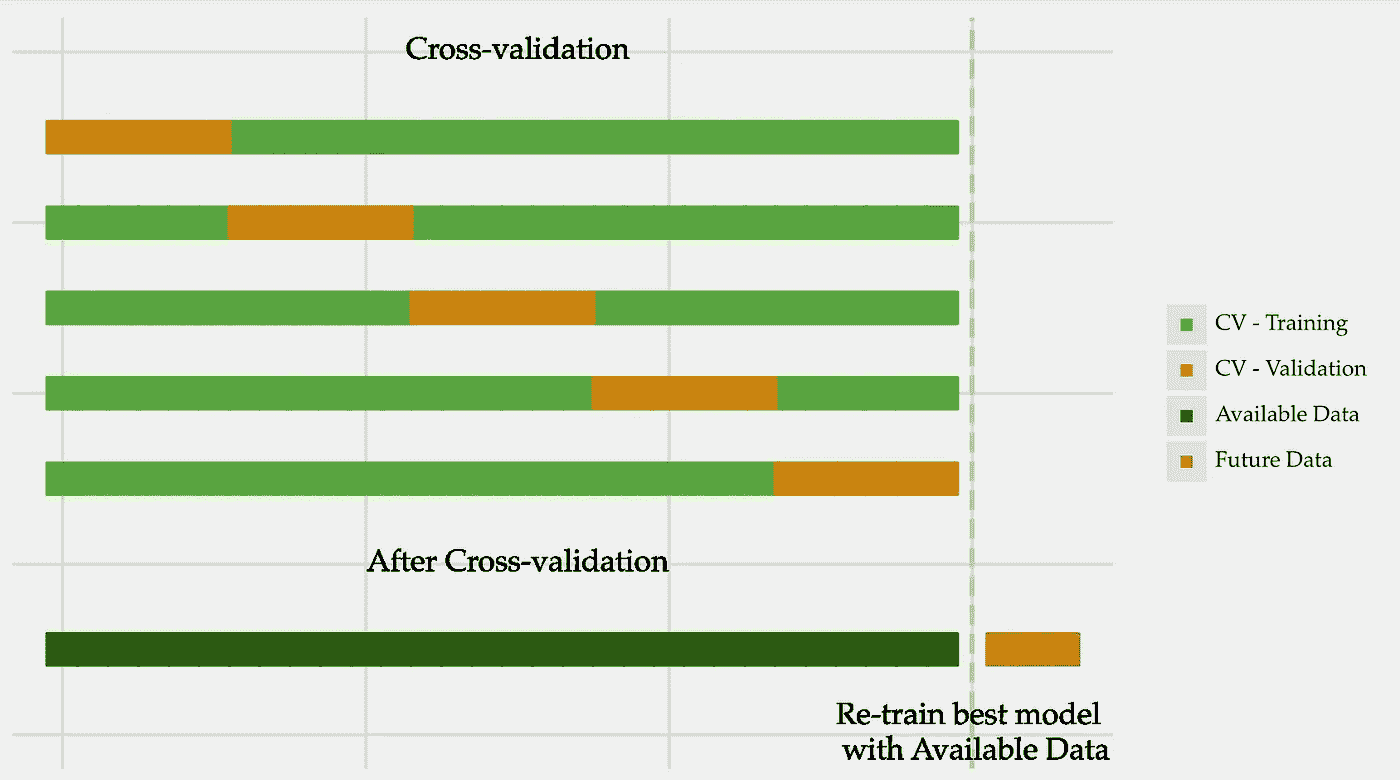 Cross-validation
CV - Training
CV - Validation
Available Data
Future Data
After Cross-validation
Re-train best model
with Available Data